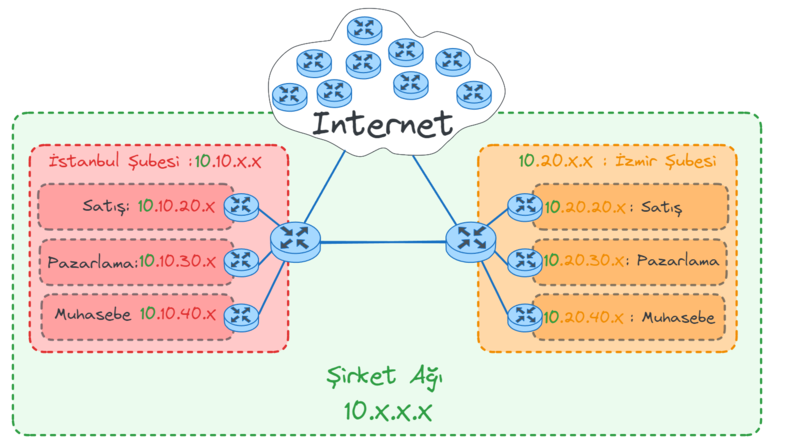 Internet
İstanbul Şubesi :10.10.x.x
Satış: 10.10.20.x
Pazarlama:10.10.30.x
Muhasebe 10.10.40.x
10.20.x.x : İzmir Şubesi
10.20.20.x : Satış
10.20.30.x: Pazarlama
10.20.40.x : Muhasebe
Şirket Ağı
10.x.x.x